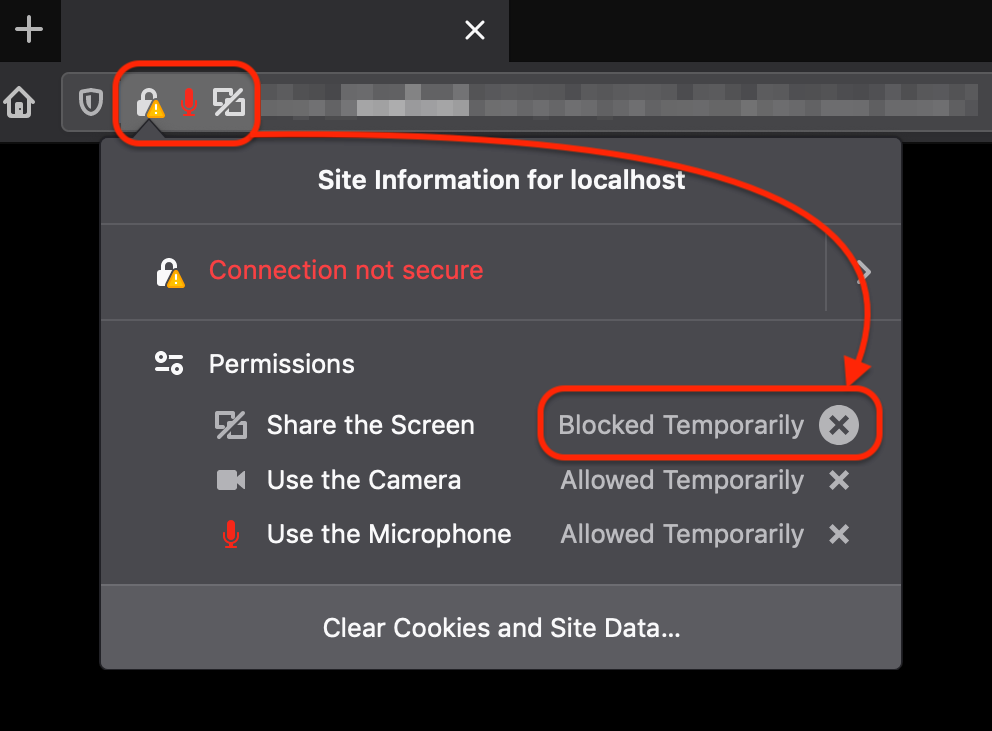 Site Information for localhost
Connection not secure
Permissions
Share the Screen Blocked Temporarily
Use the Camera Allowed Temporarily
Use the Microphone Allowed Temporarily
Clear Cookies and Site Data...